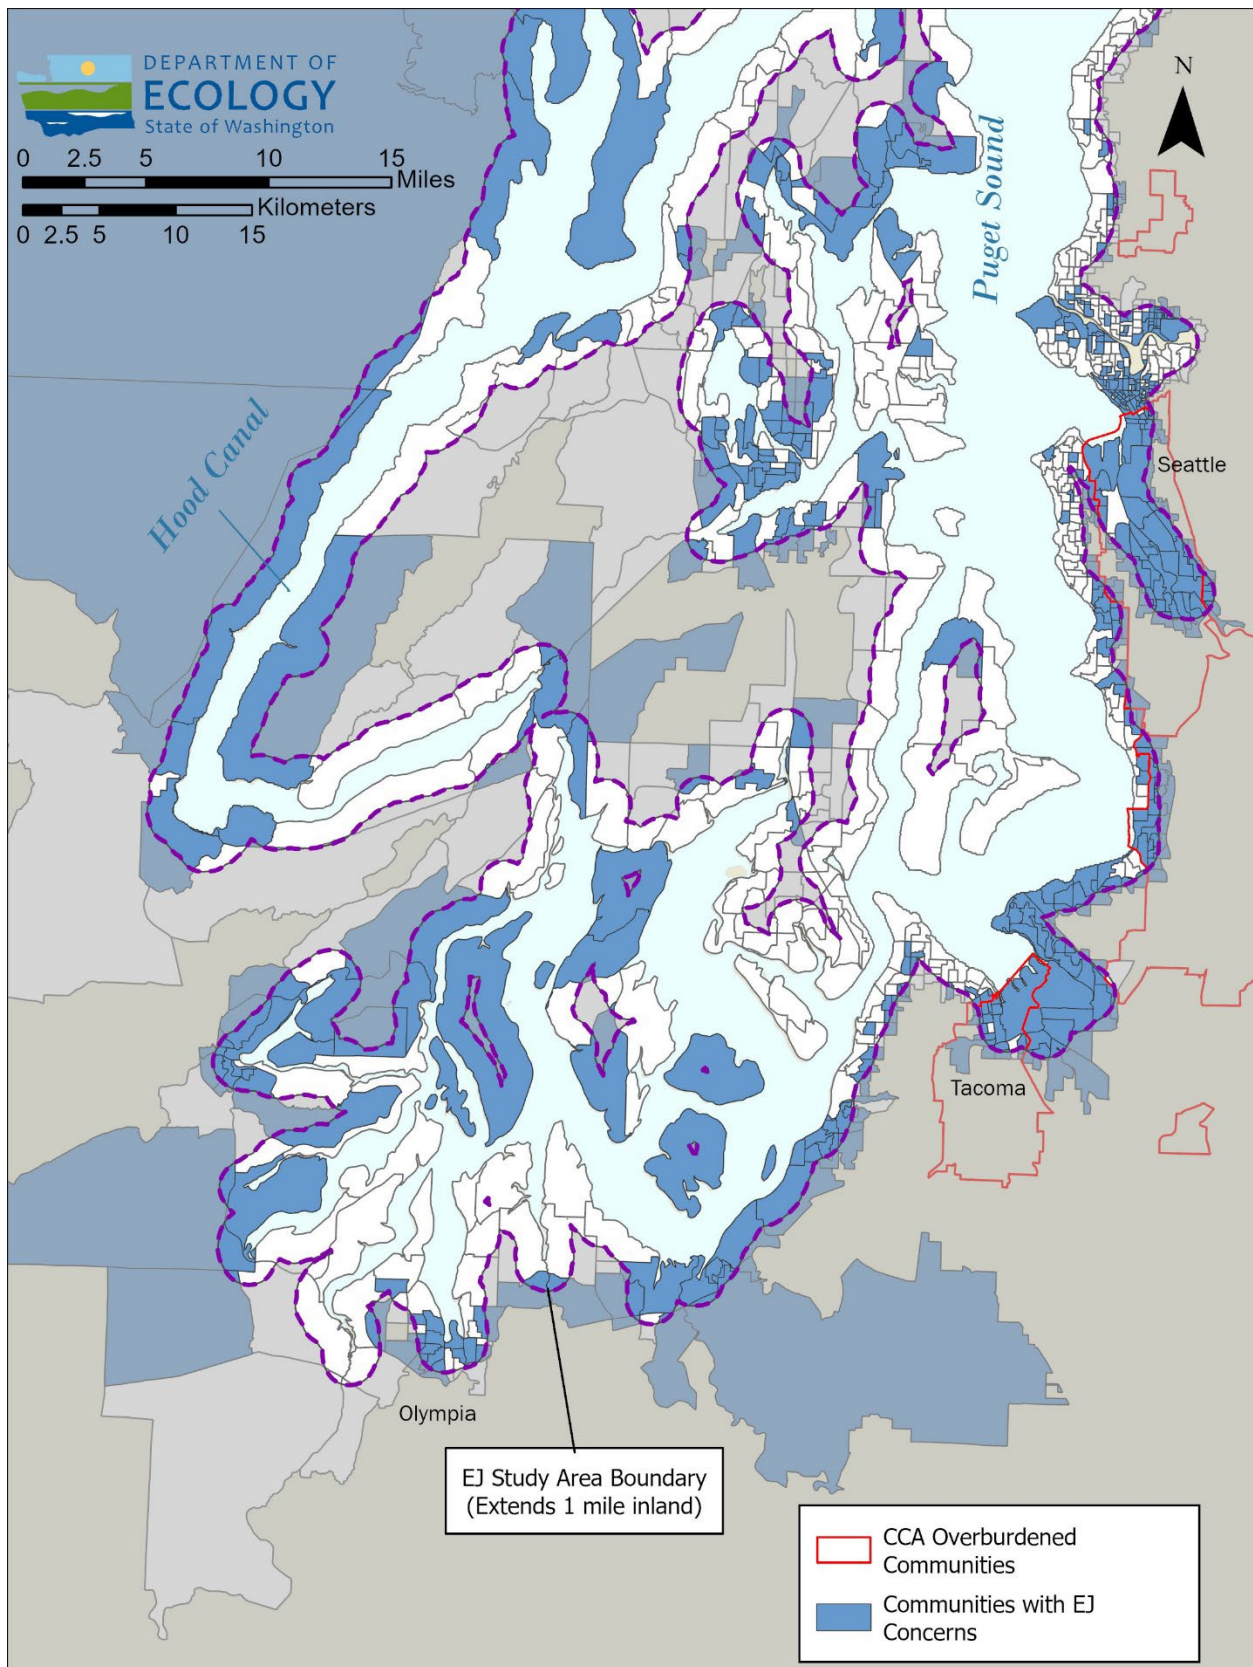 DEPARTMENT OF
ECOLOGY
State of Washington
0 2.5 5 10 15
Miles
Kilometers
0 2.5 5 10 15
N
Puget Sound
Hood Canal
Seattle
Tacoma
Olympia
EJ Study Area Boundary
(Extends 1 mile inland)
CCA Overburdened
Communities
Communities with EJ
Concerns